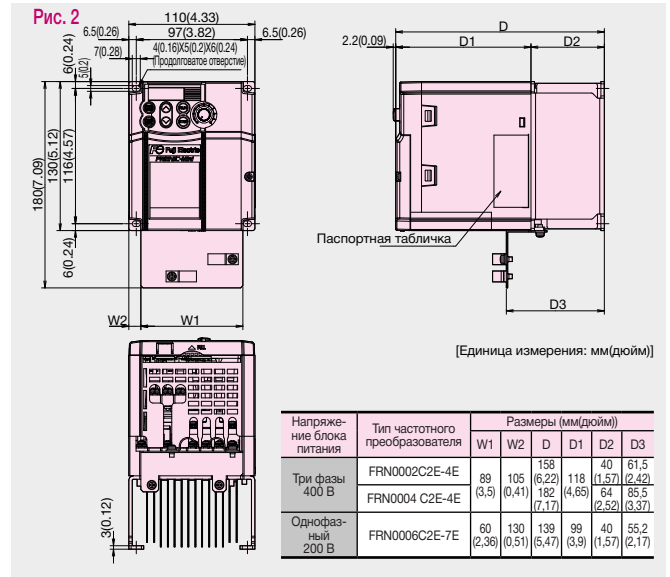 Рис. 2
110(4.33)
6.5(0.26)
97(3.82)
6.5(0.26)
4(0.16)X5(0.2)X6(0.24)
(Продолговатое отверстие)
7(0.28)
6(0.24)
5(0.2)
180(7.09)
130(5.12)
116(4.57)
6(0.24)
Fuji Electric
FRENIC-Mini
W2
W1
D
2.2(0.09)
D1
D2
Паспортная табличка
D3
[Единица измерения: мм(дюйм)]
3(0.12)
Напряже-
ние блока
питания
Тип частотного
преобразователя
Размеры (мм(дюйм))
W1 W2 D D1 D2 D3
Три фазы
400 В
FRN0002C2E-4E
FRN0004 C2E-4E
89
(3,5)
105
(0,41)
158
(6,22)
182
(7,17)
118
(4,65)
40
(1,57)
64
(2,52)
61,5
(2,42)
85,5
(3,37)
Однофаз-
ный
200 В
FRN0006C2E-7E
60
(2,36)
130
(0,51)
139
(5,47)
99
(3,9)
40
(1,57)
55,2
(2,17)